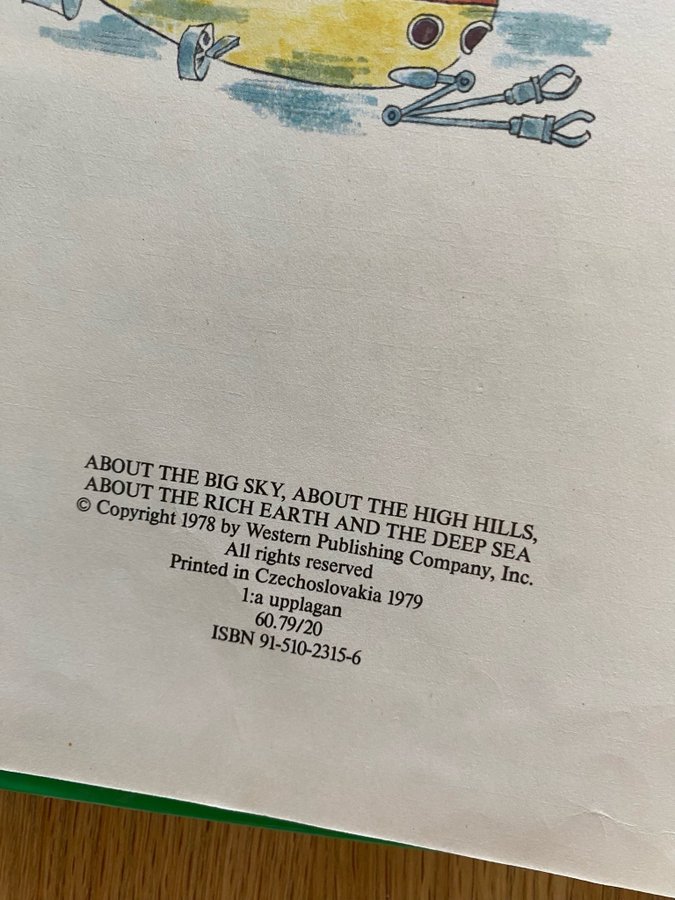 ABOUT THE BIG SKY, ABOUT THE HIGH HILLS,
ABOUT THE RICH EARTH AND THE DEEP SEA
© Copyright 1978 by Western Publishing Company, Inc.
All rights reserved
Printed in Czechoslovakia 1979
1:a upplagan
60.79/20
ISBN 91-510-2315-6